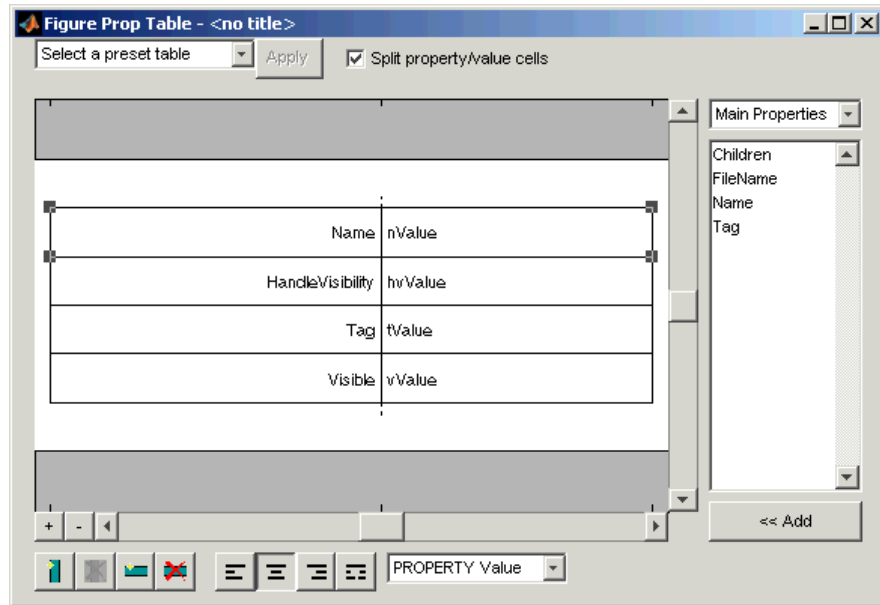 Figure Prop Table - <no title>
Select a preset table
Apply
Split property/value cells
Main Properties
Children
FileName
Name
Tag
Name nValue
HandleVisibility hvValue
Tag tValue
Visible vValue
+ -
<< Add
PROPERTY Value